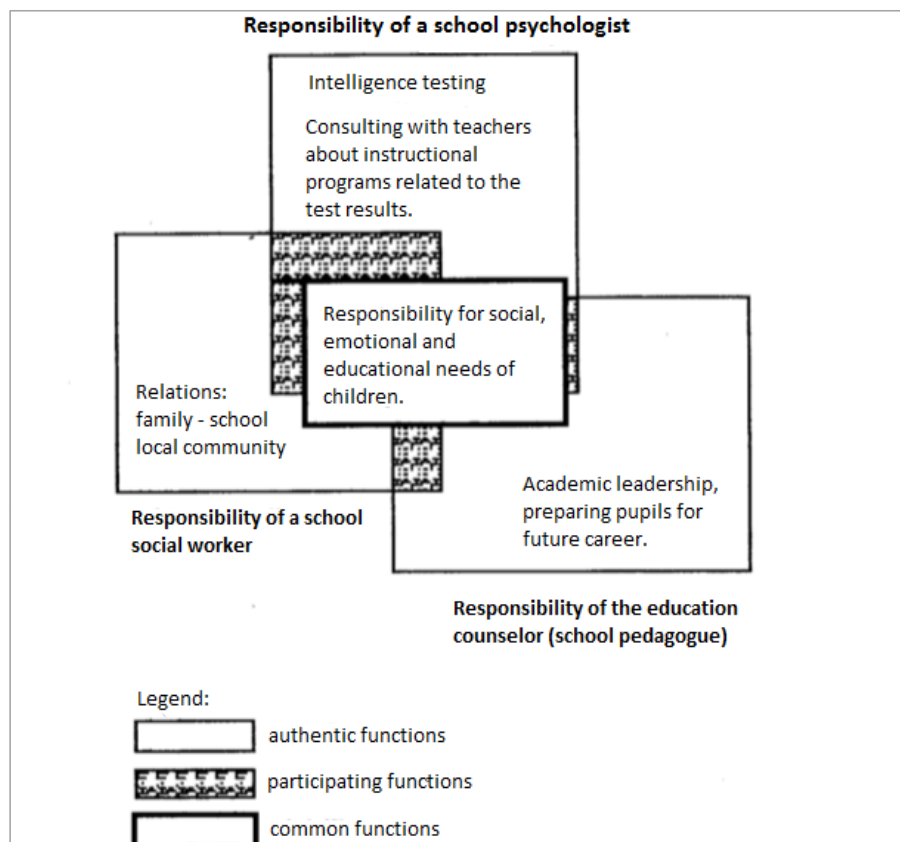 Responsibility of a school psychologist
Intelligence testing
Consulting with teachers
about instructional
programs related to the
test results.
Responsibility for social,
emotional and
educational needs of
children.
Relations:
family - school
local community
Academic leadership,
preparing pupils for
future career.
Responsibility of a school
social worker
Responsibility of the education
counselor (school pedagogue)
Legend:
authentic functions
participating functions
common functions